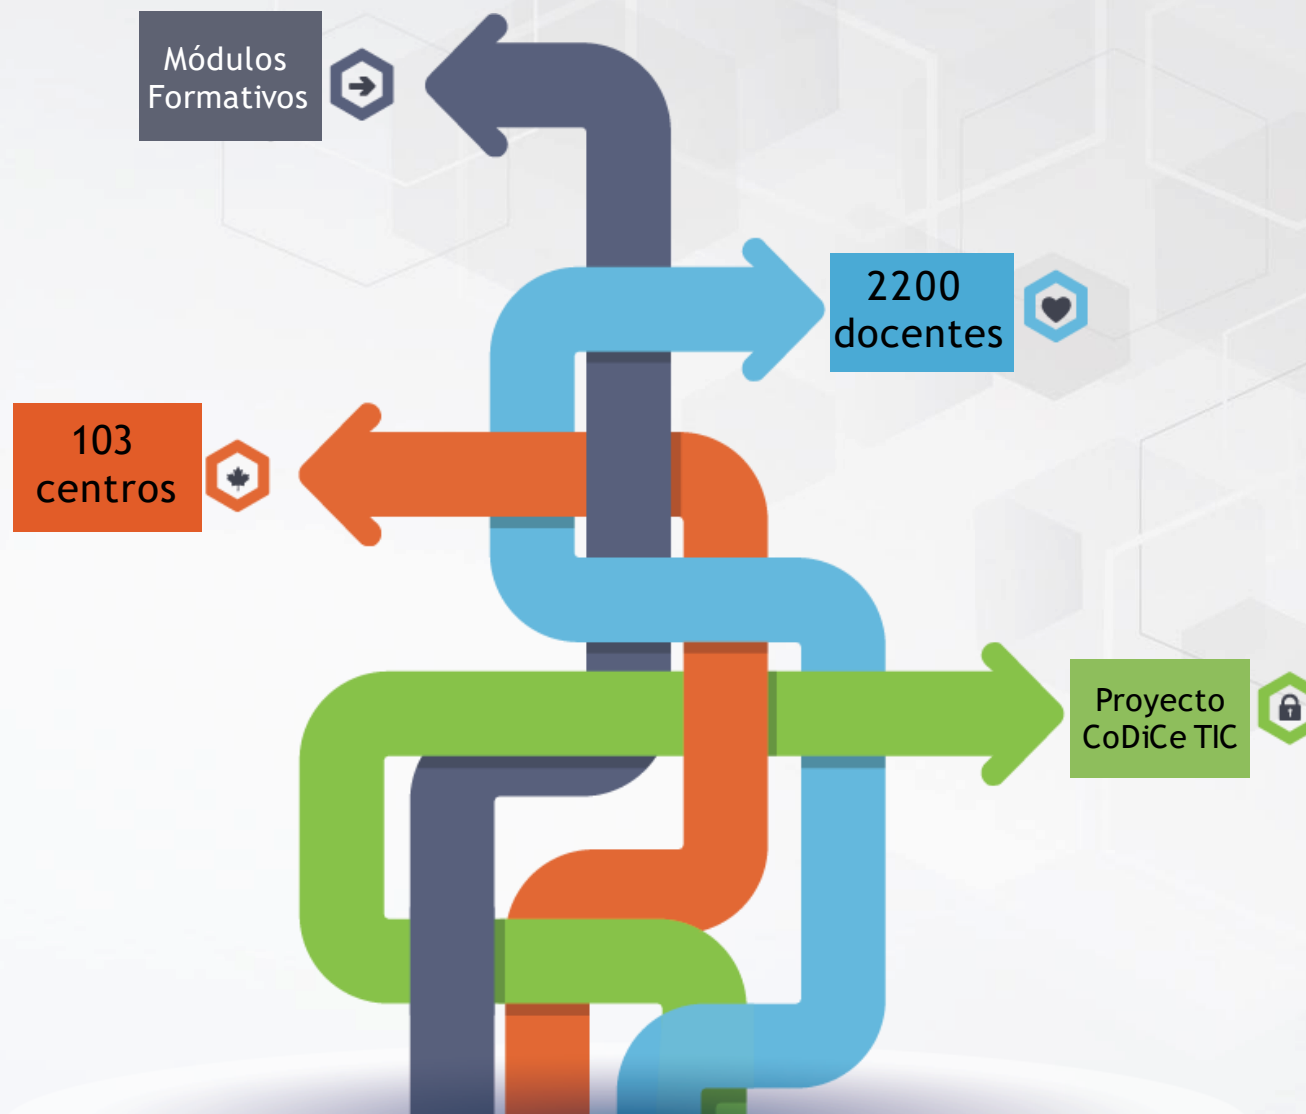 Módulos
Formativos
2200
docentes
103
centros
Proyecto
CoDiCe TIC